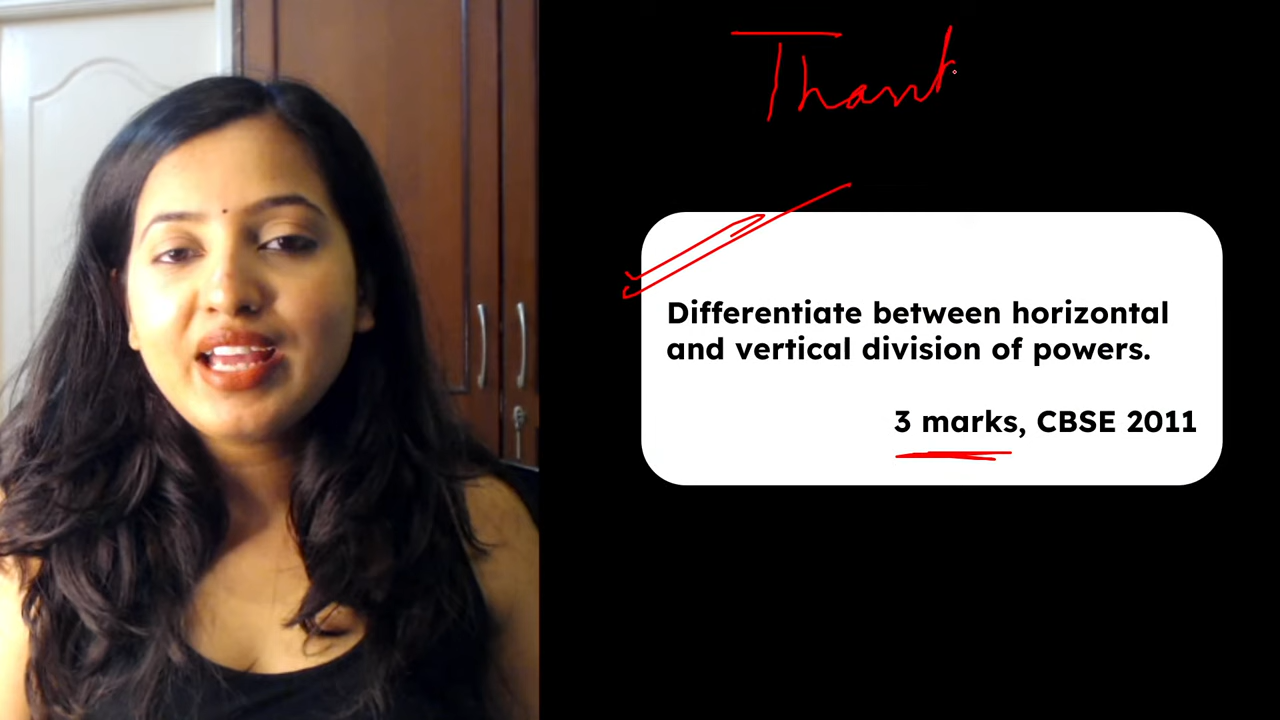 Thank
Differentiate between horizontal
and vertical division of powers.
3 marks, CBSE 2011